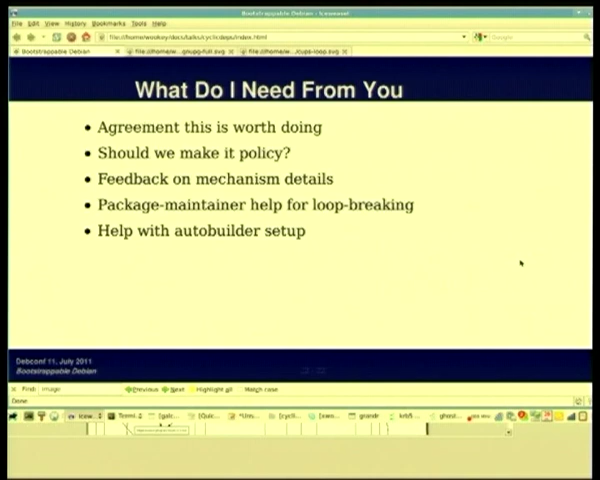 Bootstrappable Debian - Iceweasel
File Edit View History Bookmarks Tools Help
file:///home/wookey/docs/talks/cyclicdeps/index.html
Google
Bootstrappable Debian
file:///home/w...gnupg-full.svg
file:///home/w.../cups-loop.svg
What Do I Need From You
• Agreement this is worth doing
• Should we make it policy?
• Feedback on mechanism details
• Package-maintainer help for loop-breaking
• Help with autobuilder setup
Debconf 11, July 2011
Bootstrappable Debian
Find: image Previous Next Highlight all Match case
Done